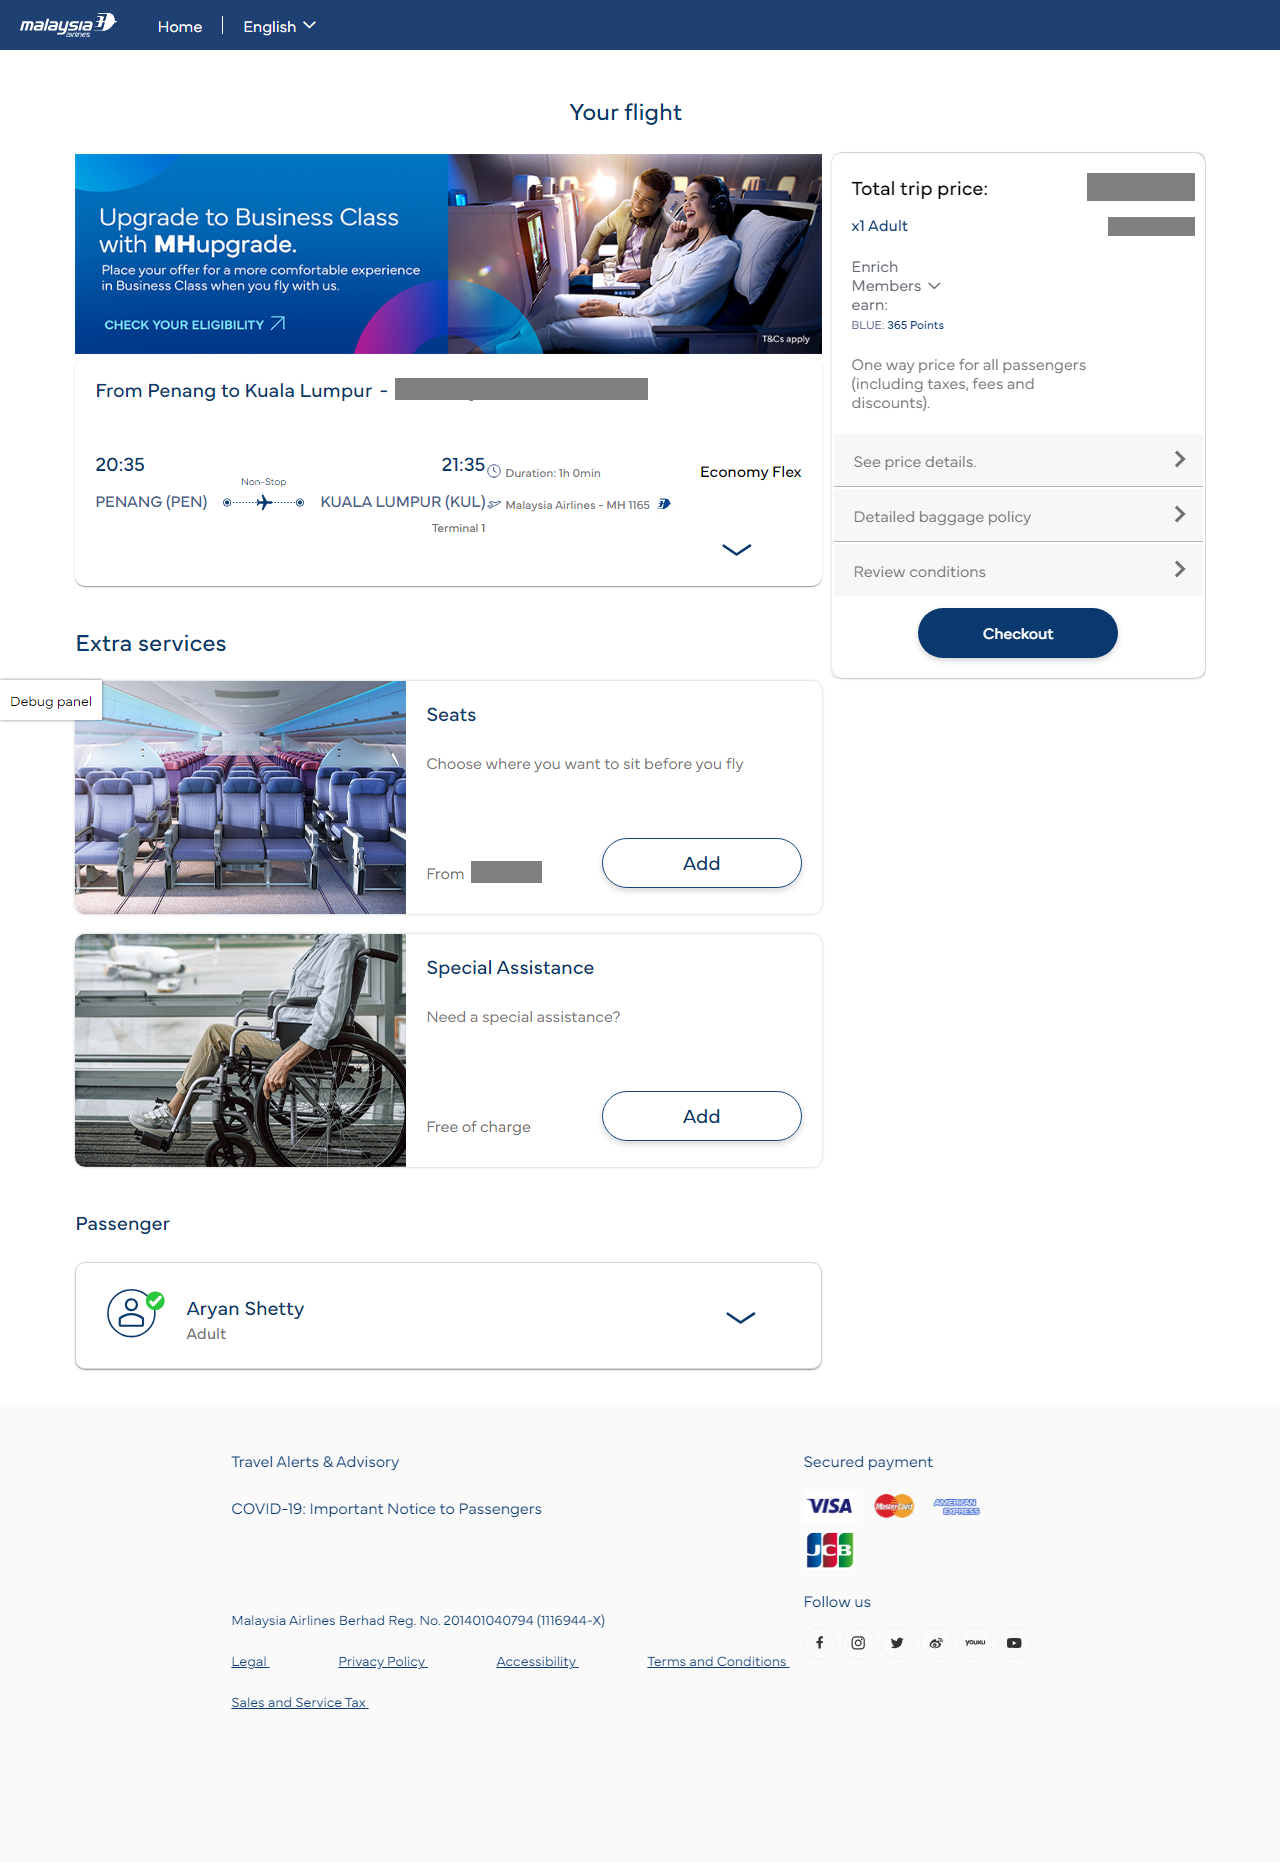 malaysia airlines
Home
English
Your flight
Upgrade to Business Class
with MHupgrade.
Place your offer for a more comfortable experience
in Business Class when you fly with us.
CHECK YOUR ELIGIBILITY
T&Cs apply
From Penang to Kuala Lumpur -
20:35
21:35
Duration: 1h 0min
Economy Flex
Non-Stop
PENANG (PEN)
KUALA LUMPUR (KUL)
Malaysia Airlines - MH 1165
Terminal 1
Total trip price:
x1 Adult
Enrich
Members
earn:
BLUE: 365 Points
One way price for all passengers
(including taxes, fees and
discounts).
See price details.
Detailed baggage policy
Review conditions
Checkout
Extra services
Debug panel
Seats
Choose where you want to sit before you fly
From
Add
Special Assistance
Need a special assistance?
Free of charge
Add
Passenger
Aryan Shetty
Adult
Travel Alerts & Advisory
COVID-19: Important Notice to Passengers
Secured payment
VISA
MasterCard
AMERICAN EXPRESS
JCB
Follow us
YOUKU
Malaysia Airlines Berhad Reg. No. 201401040794 (1116944-X)
Legal
Privacy Policy
Accessibility
Terms and Conditions
Sales and Service Tax